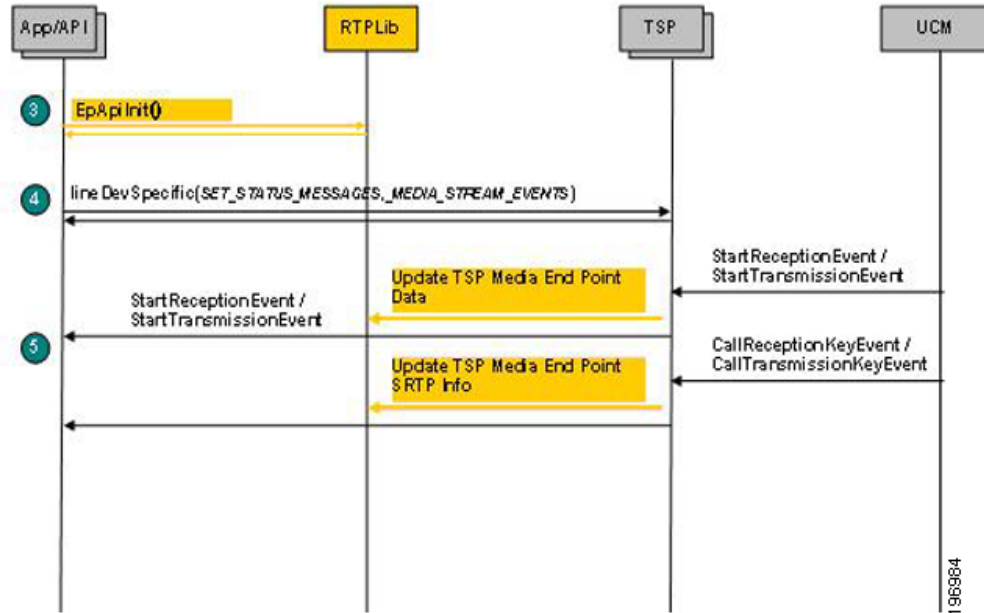 App/API
RTPLib
TSP
UCM
3
EpApiInit()
4
lineDevSpecific(SET_STATUS_MESSAGES,_MEDIA_STREAM_EVENTS)
StartReceptionEvent /
StartTransmissionEvent
Update TSP Media End Point
Data
StartReceptionEvent /
StartTransmissionEvent
5
CallReceptionKeyEvent /
CallTransmissionKeyEvent
Update TSP Media End Point
SRTP Info
196984